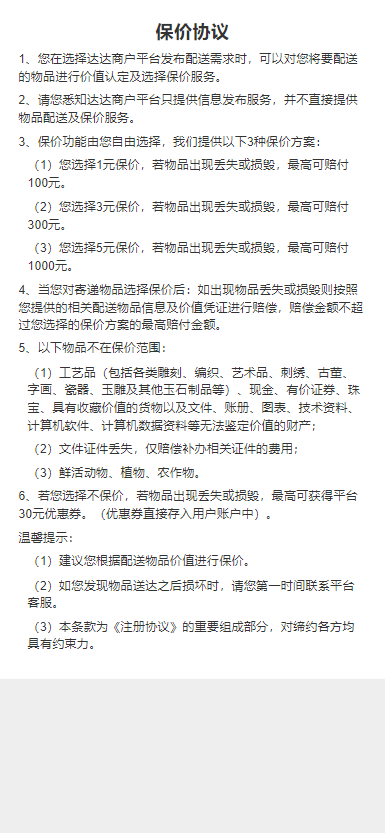 保价协议
1、您在选择达达商户平台发布配送需求时，可以对您将要配送
的物品进行价值认定及选择保价服务。
2、请您悉知达达商户平台只提供信息发布服务，并不直接提供
物品配送及保价服务。
3、保价功能由您自由选择，我们提供以下3种保价方案：
（1）您选择1元保价，若物品出现丢失或损毁，最高可赔付
100元。
（2）您选择3元保价，若物品出现丢失或损毁，最高可赔付
300元。
（3）您选择5元保价，若物品出现丢失或损毁，最高可赔付
1000元。
4、当您对寄递物品选择保价后：如出现物品丢失或损毁则按照
您提供的相关配送物品信息及价值凭证进行赔偿，赔偿金额不超
过您选择的保价方案的最高赔付金额。
5、以下物品不在保价范围：
（1）工艺品（包括各类雕刻、编织、艺术品、刺绣、古董、
字画、瓷器、玉雕及其他玉石制品等）、现金、有价证券、珠
宝、具有收藏价值的货物以及文件、账册、图表、技术资料、
计算机软件、计算机数据资料等无法鉴定价值的财产；
（2）文件证件丢失，仅赔偿补办相关证件的费用；
（3）鲜活动物、植物、农作物。
6、若您选择不保价，若物品出现丢失或损毁，最高可获得平台
30元优惠券。（优惠券直接存入用户账户中）。
温馨提示：
（1）建议您根据配送物品价值进行保价。
（2）如您发现物品送达之后损坏时，请您第一时间联系平台
客服。
（3）本条款为《注册协议》的重要组成部分，对缔约各方均
具有约束力。